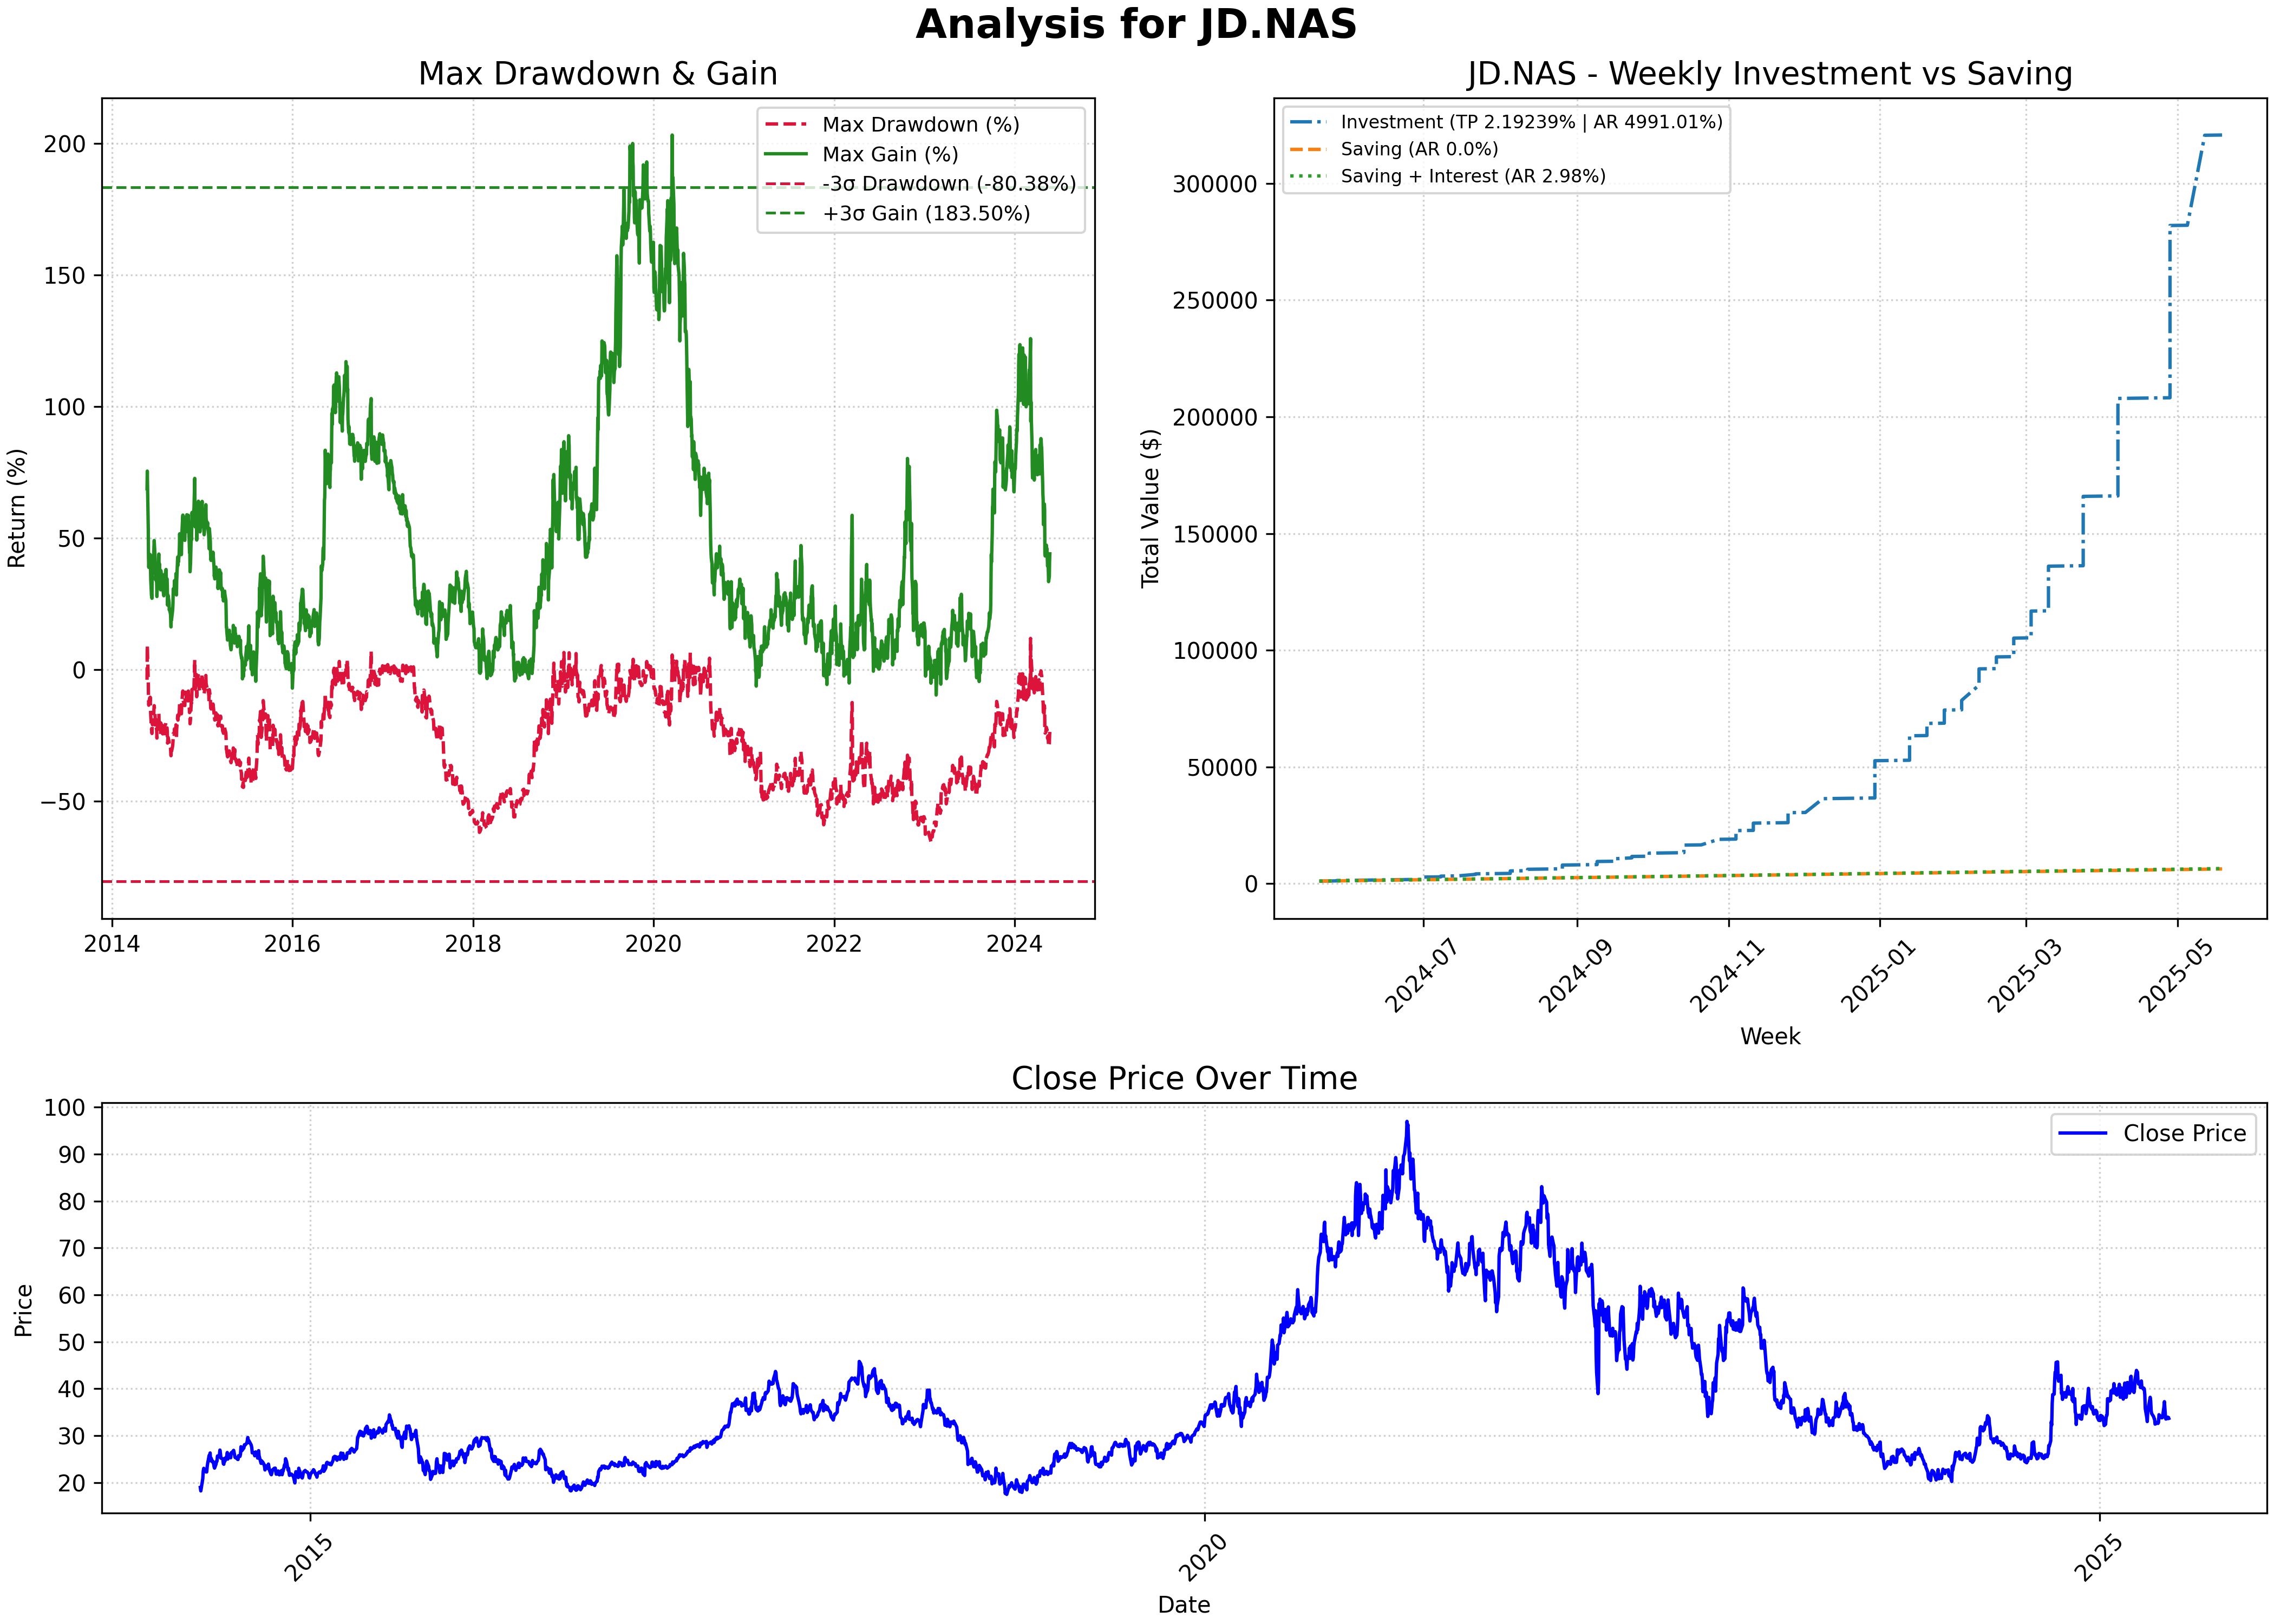 Analysis for JD.NAS
Max Drawdown & Gain
Return (%)
200
150
100
50
0
−50
2014
2016
2018
2020
2022
2024
Max Drawdown (%)
Max Gain (%)
-3σ Drawdown (-80.38%)
+3σ Gain (183.50%)
JD.NAS - Weekly Investment vs Saving
Total Value ($)
300000
250000
200000
150000
100000
50000
0
Investment (TP 2.19239% | AR 4991.01%)
Saving (AR 0.0%)
Saving + Interest (AR 2.98%)
2024-07
2024-09
2024-11
2025-01
2025-03
2025-05
Week
Close Price Over Time
Price
100
90
80
70
60
50
40
30
20
Close Price
2015
2020
2025
Date